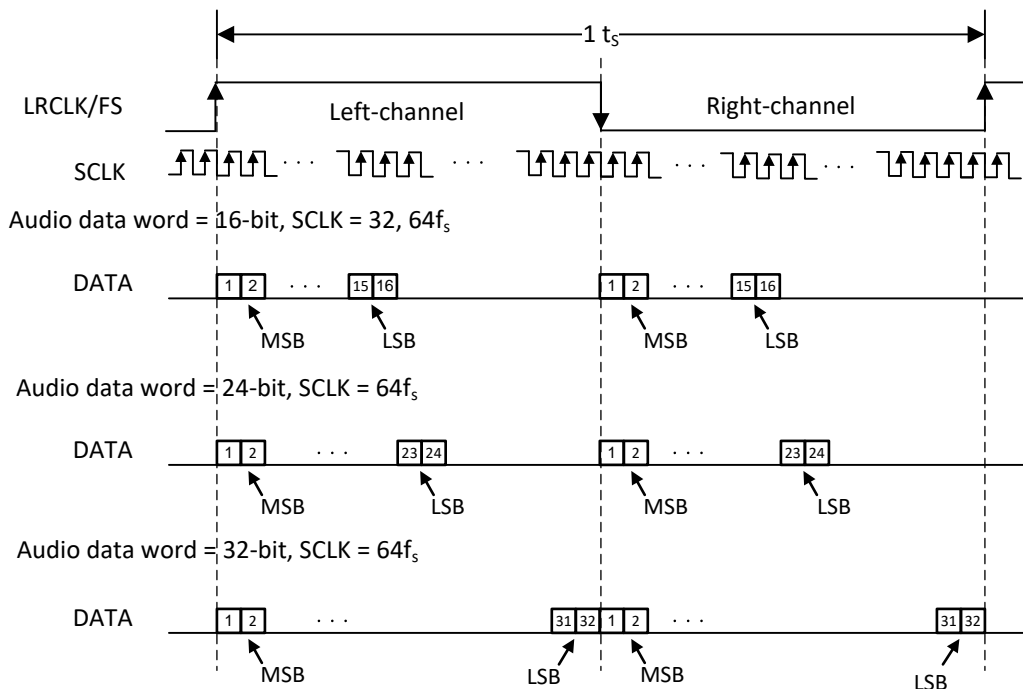 1 tS
LRCLK/FS
Left-channel
Right-channel
SCLK
Audio data word = 16-bit, SCLK = 32, 64fs
DATA
1 2 · · · 15 16 1 2 · · · 15 16
MSB LSB MSB LSB
Audio data word = 24-bit, SCLK = 64fs
DATA
1 2 · · · 23 24 1 2 · · · 23 24
MSB LSB MSB LSB
Audio data word = 32-bit, SCLK = 64fs
DATA
1 2 · · · 31 32 1 2 · · · 31 32
MSB LSB MSB LSB